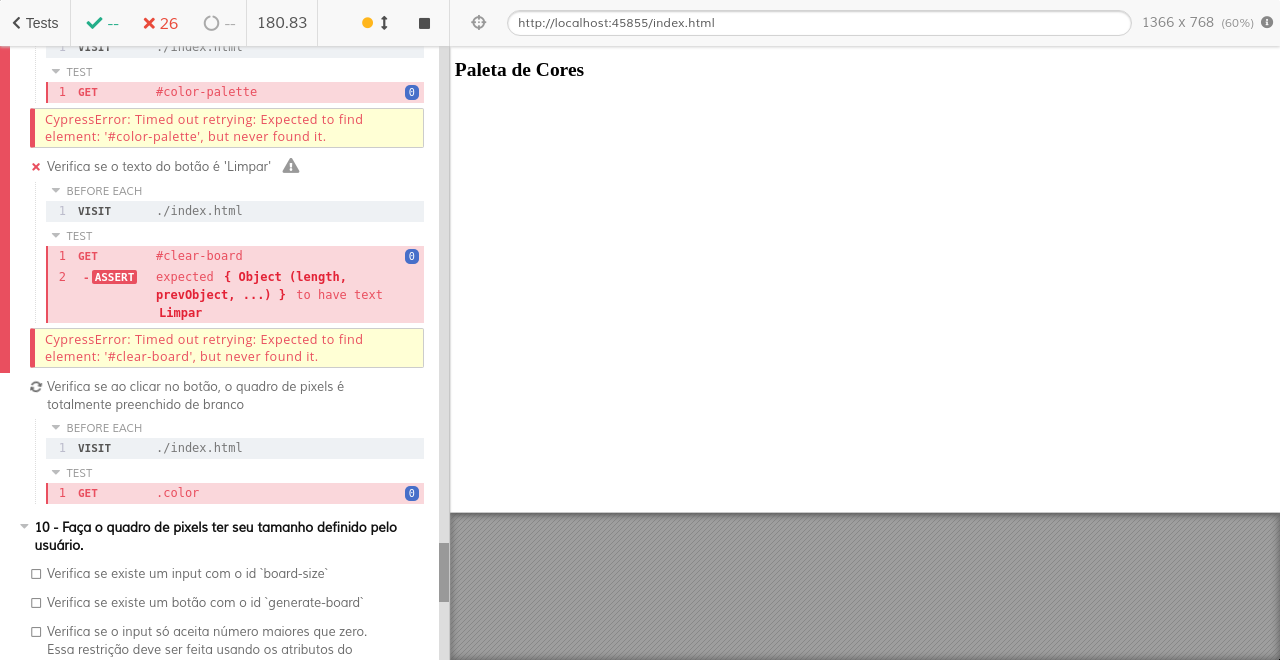 Tests
--
26
--
180.83
http://localhost:45855/index.html
1366 x 768 (60%)
1 VISIT ./index.html
TEST
1 GET #color-palette 0
CypressError: Timed out retrying: Expected to find
element: '#color-palette', but never found it.
Verifica se o texto do botão é 'Limpar'
BEFORE EACH
1 VISIT ./index.html
TEST
1 GET #clear-board 0
2 -ASSERT expected { Object (length,
prevObject, ...) } to have text
Limpar
CypressError: Timed out retrying: Expected to find
element: '#clear-board', but never found it.
Verifica se ao clicar no botão, o quadro de pixels é
totalmente preenchido de branco
BEFORE EACH
1 VISIT ./index.html
TEST
1 GET .color 0
10 - Faça o quadro de pixels ter seu tamanho definido pelo
usuário.
Verifica se existe um input com o id `board-size`
Verifica se existe um botão com o id `generate-board`
Verifica se o input só aceita número maiores que zero.
Essa restrição deve ser feita usando os atributos do
Paleta de Cores